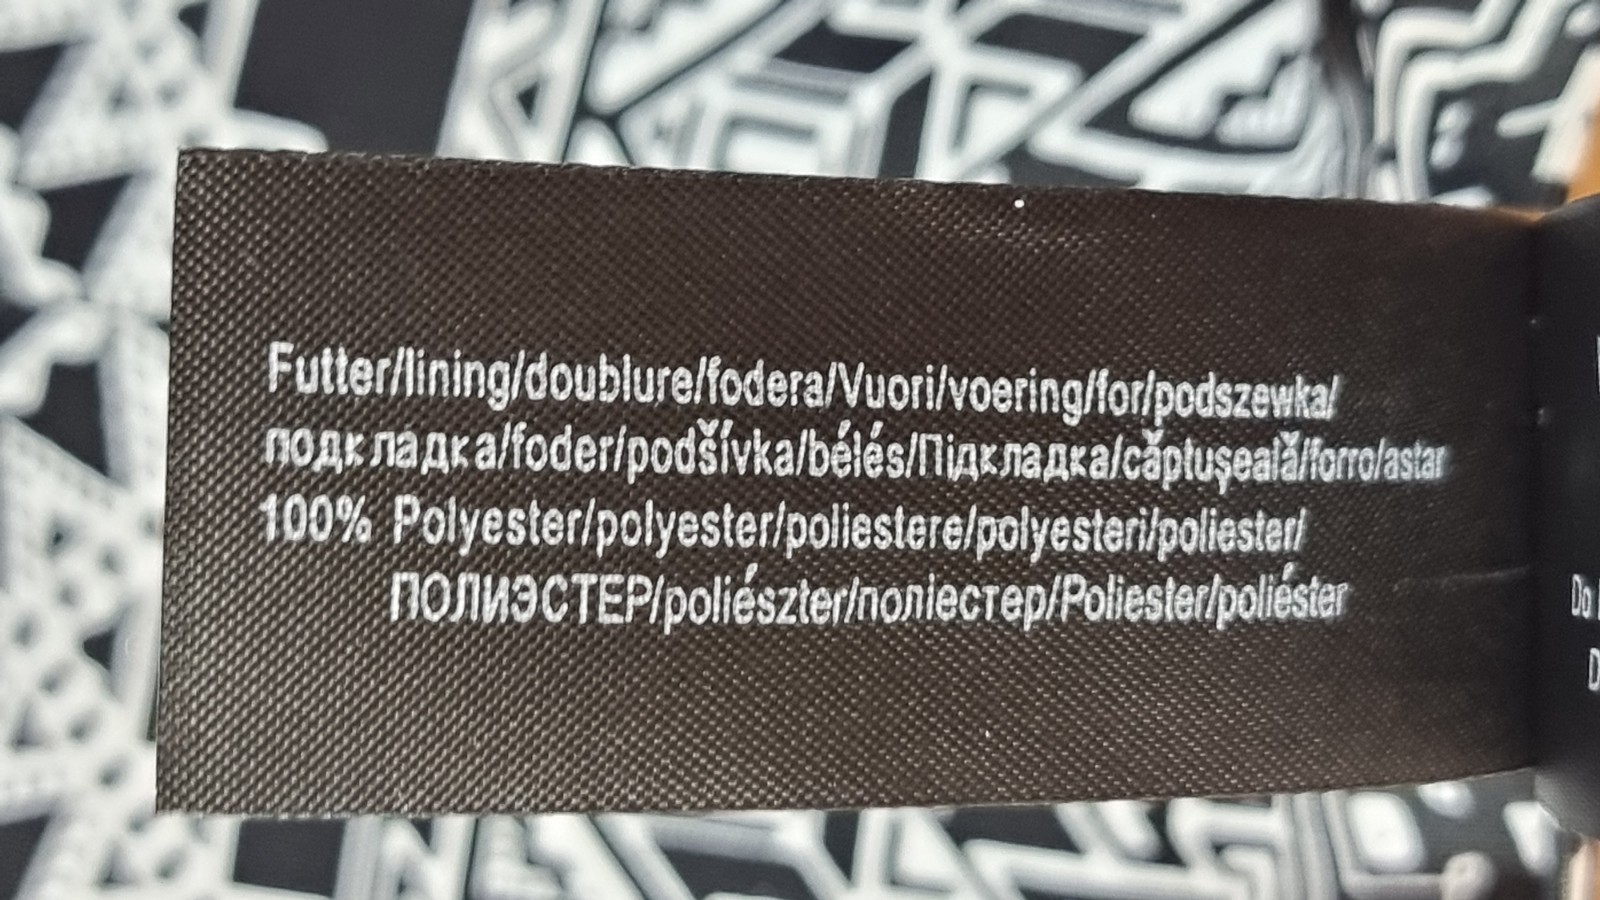 Futter/lining/doublure/fodera/Vuori/voering/for/podszewka/
подкладка/foder/podšívka/bélés/Підкладка/căptuşeală/forro/astar
100% Polyester/polyester/poliestere/polyesteri/poliester/
ПОЛИЭСТЕР/poliészter/поліестер/Poliester/poliéster
Do